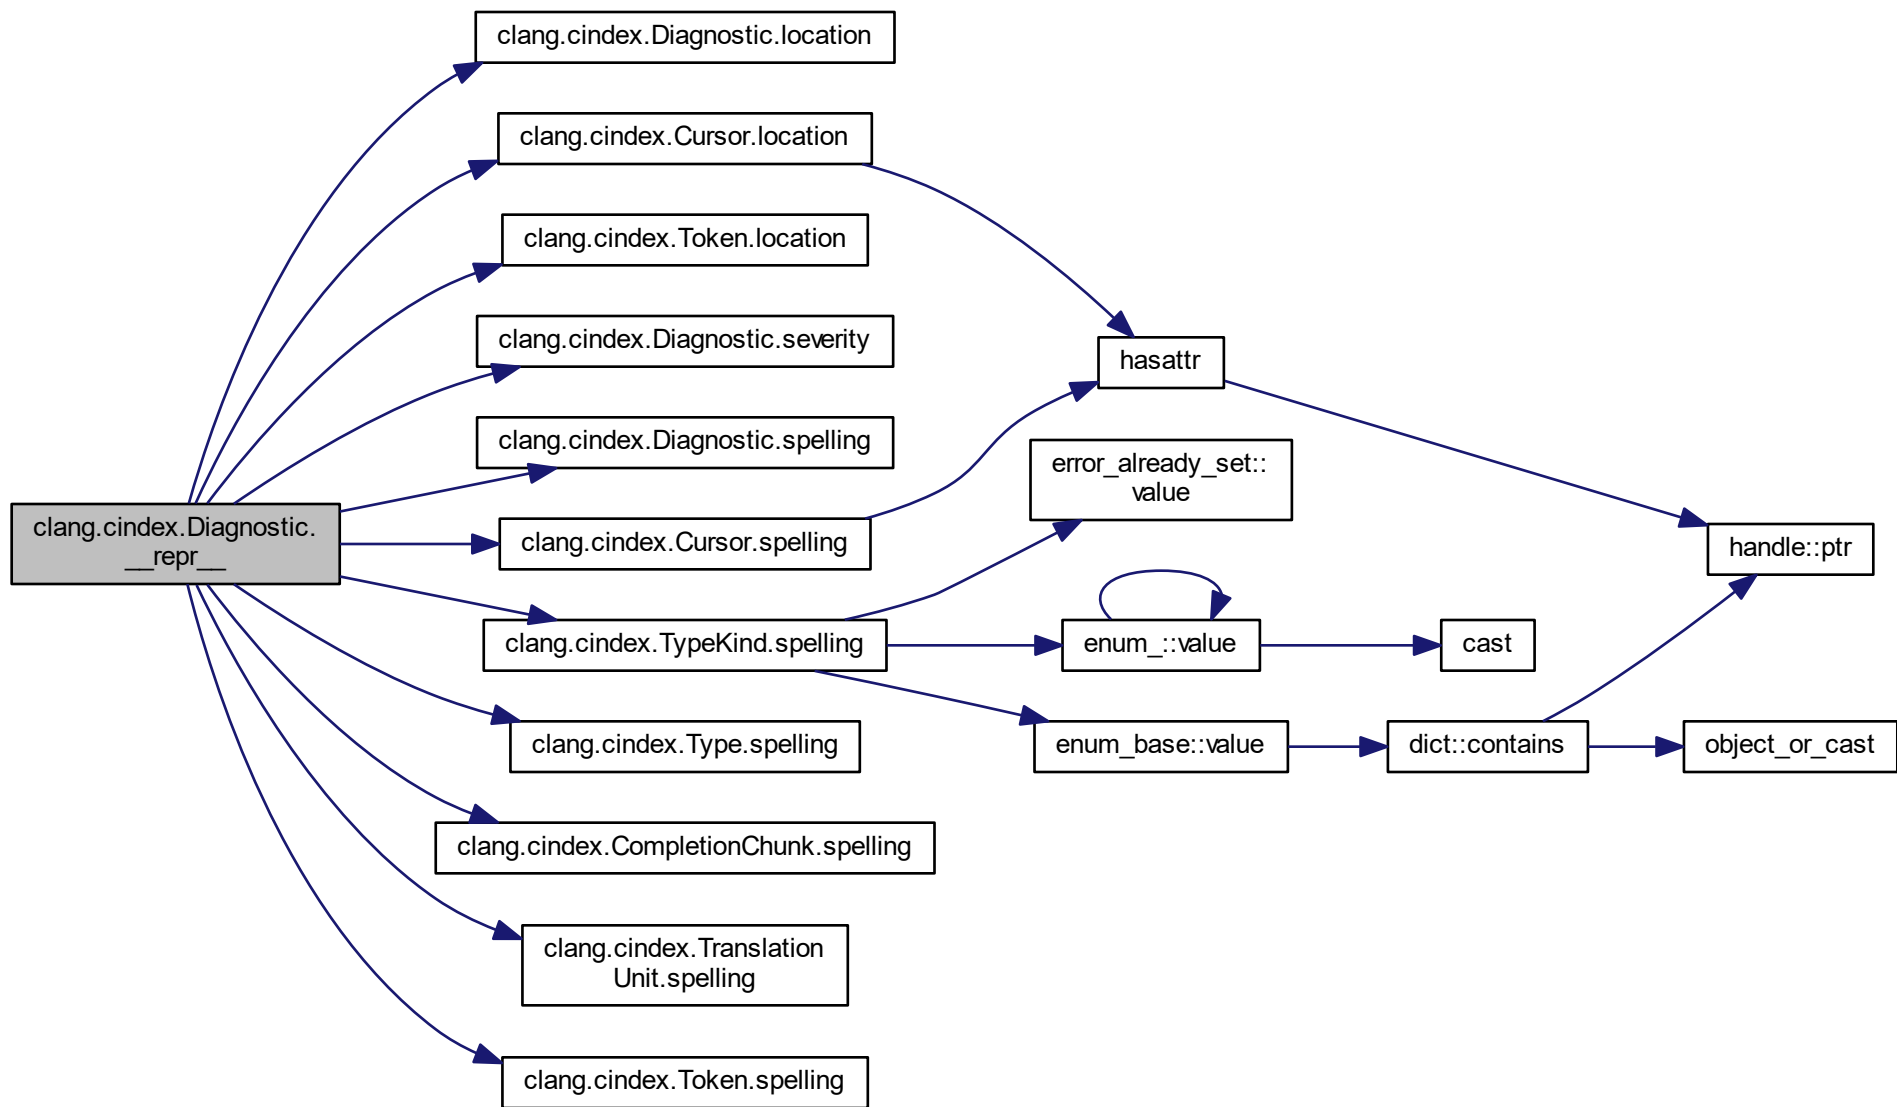 clang.cindex.Diagnostic.location
clang.cindex.Cursor.location
clang.cindex.Token.location
clang.cindex.Diagnostic.severity
hasattr
clang.cindex.Diagnostic.spelling
error_already_set::
value
clang.cindex.Diagnostic.
__repr__
clang.cindex.Cursor.spelling
handle::ptr
clang.cindex.TypeKind.spelling
enum_::value
cast
clang.cindex.Type.spelling
enum_base::value
dict::contains
object_or_cast
clang.cindex.CompletionChunk.spelling
clang.cindex.Translation
Unit.spelling
clang.cindex.Token.spelling